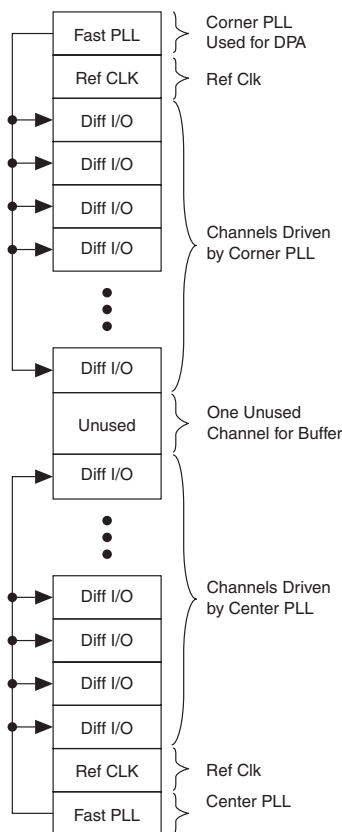 Fast PLL
Corner PLL
Used for DPA
Ref CLK
Ref Clk
Diff I/O
Diff I/O
Diff I/O
Diff I/O
Channels Driven
by Corner PLL
Diff I/O
Unused
One Unused
Channel for Buffer
Diff I/O
Diff I/O
Channels Driven
by Center PLL
Diff I/O
Diff I/O
Diff I/O
Ref CLK
Ref Clk
Fast PLL
Center PLL